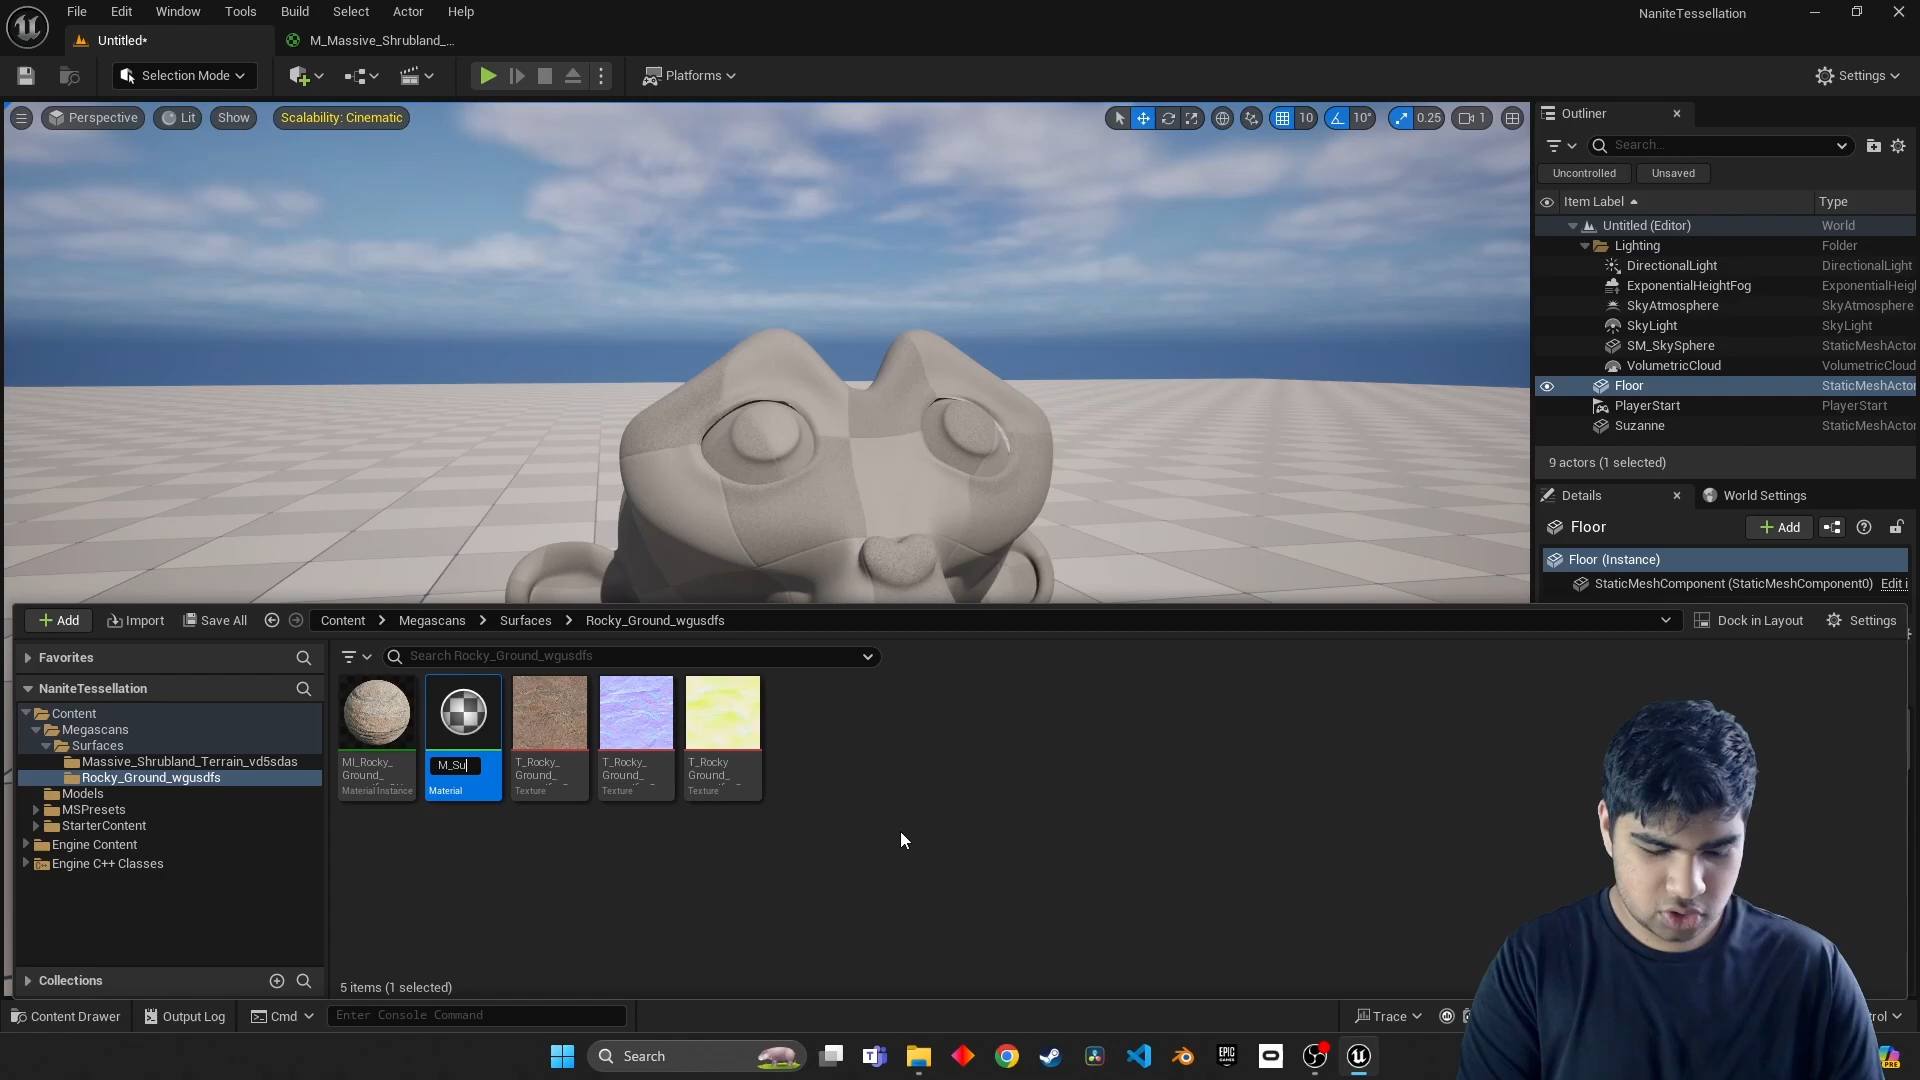 File Edit Window Tools Build Select Actor Help
NaniteTessellation
Untitled*
M_Massive_Shrubland_...
Selection Mode
Platforms
Settings
Perspective
Lit
Show
Scalability: Cinematic
10
10°
0.25
1
Outliner
Search...
Uncontrolled
Unsaved
Item Label
Type
Untitled (Editor) World
Lighting Folder
DirectionalLight DirectionalLight
ExponentialHeightFog ExponentialHeigl
SkyAtmosphere SkyAtmosphere
SkyLight SkyLight
SM_SkySphere StaticMeshActor
VolumetricCloud VolumetricCloud
Floor StaticMeshActor
PlayerStart PlayerStart
Suzanne StaticMeshActor
9 actors (1 selected)
Details
World Settings
Floor
Add
Floor (Instance)
StaticMeshComponent (StaticMeshComponent0) Edit i
Add
Import
Save All
Content
Megascans
Surfaces
Rocky_Ground_wgusdfs
Dock in Layout
Settings
Favorites
Search Rocky_Ground_wgusdfs
NaniteTessellation
Content
Megascans
Surfaces
Massive_Shrubland_Terrain_vd5sdas
Rocky_Ground_wgusdfs
Models
MSPresets
StarterContent
Engine Content
Engine C++ Classes
MI_Rocky_
Ground_
Material Instance
M_Su
Material
T_Rocky_
Ground_
Texture
T_Rocky_
Ground_
Texture
T_Rocky
Ground_
Texture
Collections
5 items (1 selected)
Content Drawer
Output Log
Cmd
Enter Console Command
Trace
rol
Search
EPIC
GAMES
PRE